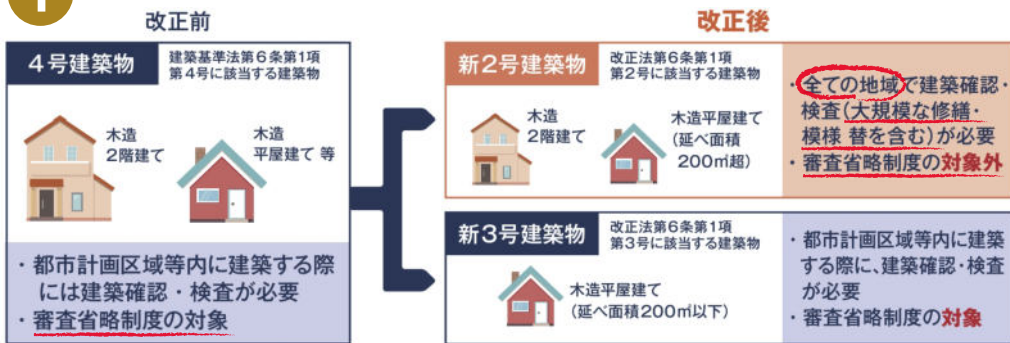 1
改正前
4号建築物
建築基準法第6条第1項
第4号に該当する建築物
木造
2階建て
木造
平屋建て 等
・都市計画区域等内に建築する際
には建築確認・検査が必要
・審査省略制度の対象
改正後
新2号建築物
改正法第6条第1項
第2号に該当する建築物
木造
2階建て
木造平屋建て
(延べ面積
200㎡超)
・全ての地域で建築確認・
検査(大規模な修繕・
模様 替を含む)が必要
・審査省略制度の対象外
新3号建築物
改正法第6条第1項
第3号に該当する建築物
木造平屋建て
(延べ面積200㎡以下)
・都市計画区域等内に建築
する際に、建築確認・検査
が必要
・審査省略制度の対象